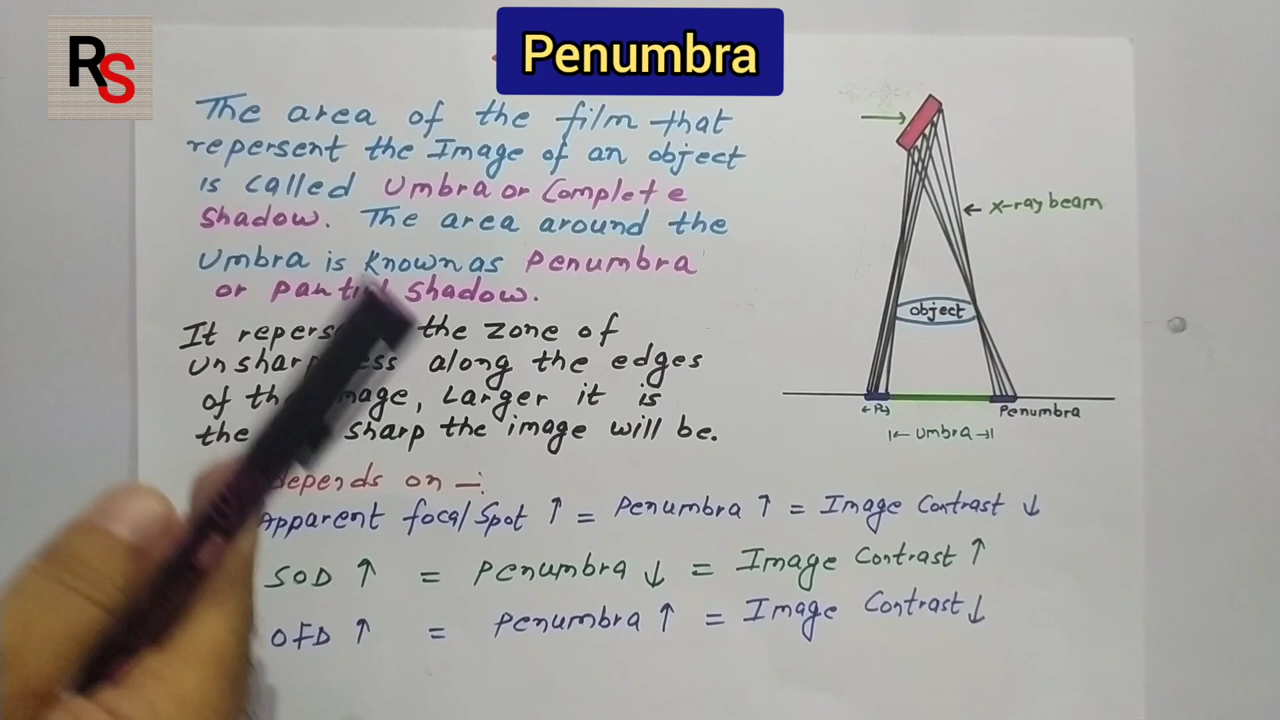 RS
Penumbra
The area of the film that
repersent the Image of an object
is called Umbra or Complete
Shadow. The area around the
Umbra is known as Penumbra
or Shadow.
It the zone of
along the edges
of Larger it is
the sharp the image will be.
depends on :-
Apparent focal Spot ↑ = Penumbra ↑ = Image Contrast ↓
SOD ↑ = Penumbra ↓ = Image Contrast ↑
OFD ↑ = Penumbra ↑ = Image Contrast ↓
← X-ray beam
object
←P→
Penumbra
|← Umbra →|